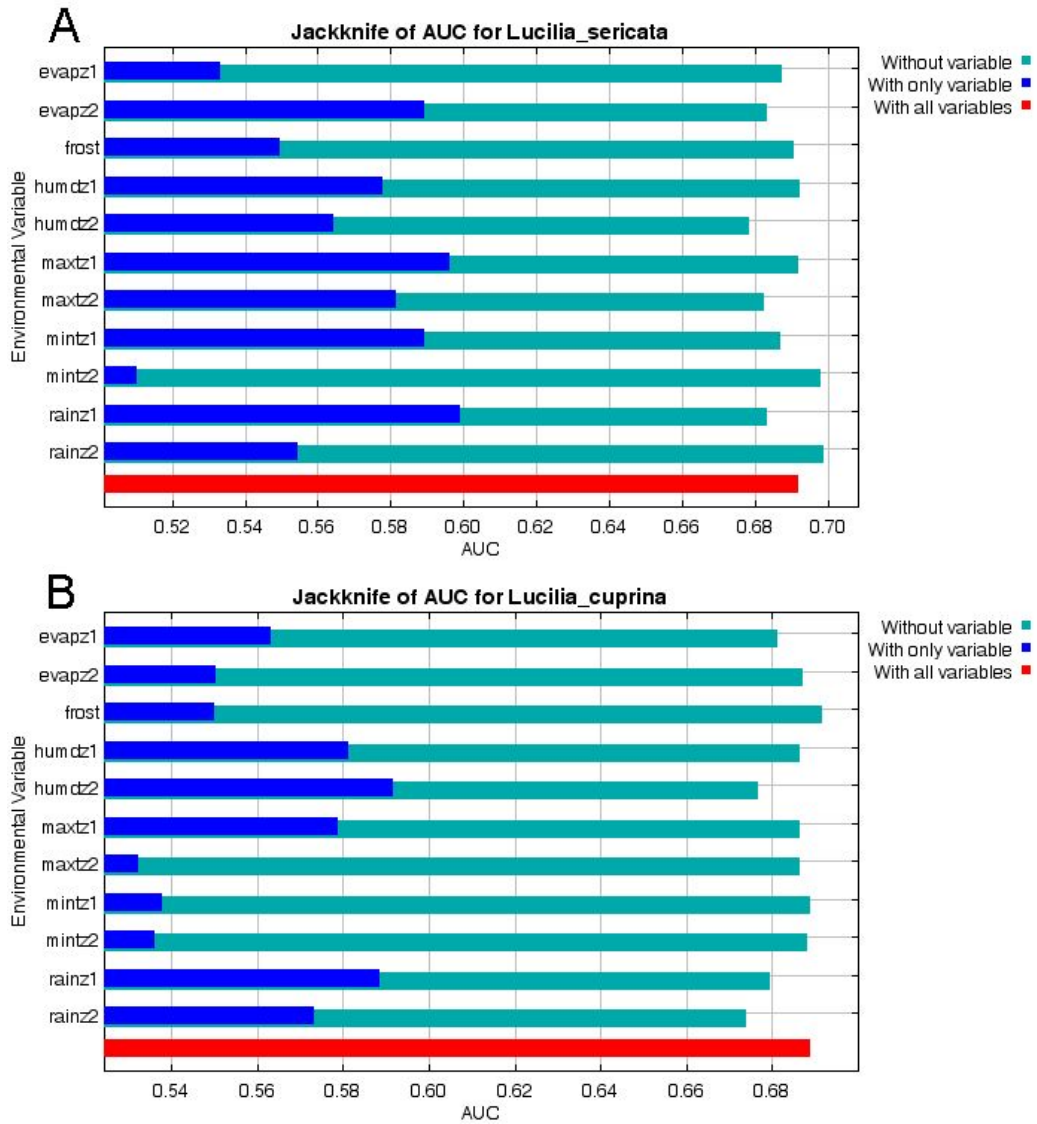 A
Jackknife of AUC for Lucilia_sericata
Without variable
With only variable
With all variables
Environmental Variable
evapz1
evapz2
frost
humdz1
humdz2
maxtz1
maxtz2
mintz1
mintz2
rainz1
rainz2
0.52 0.54 0.56 0.58 0.60 0.62 0.64 0.66 0.68 0.70
AUC
B
Jackknife of AUC for Lucilia_cuprina
Without variable
With only variable
With all variables
Environmental Variable
evapz1
evapz2
frost
humdz1
humdz2
maxtz1
maxtz2
mintz1
mintz2
rainz1
rainz2
0.54 0.56 0.58 0.60 0.62 0.64 0.66 0.68
AUC